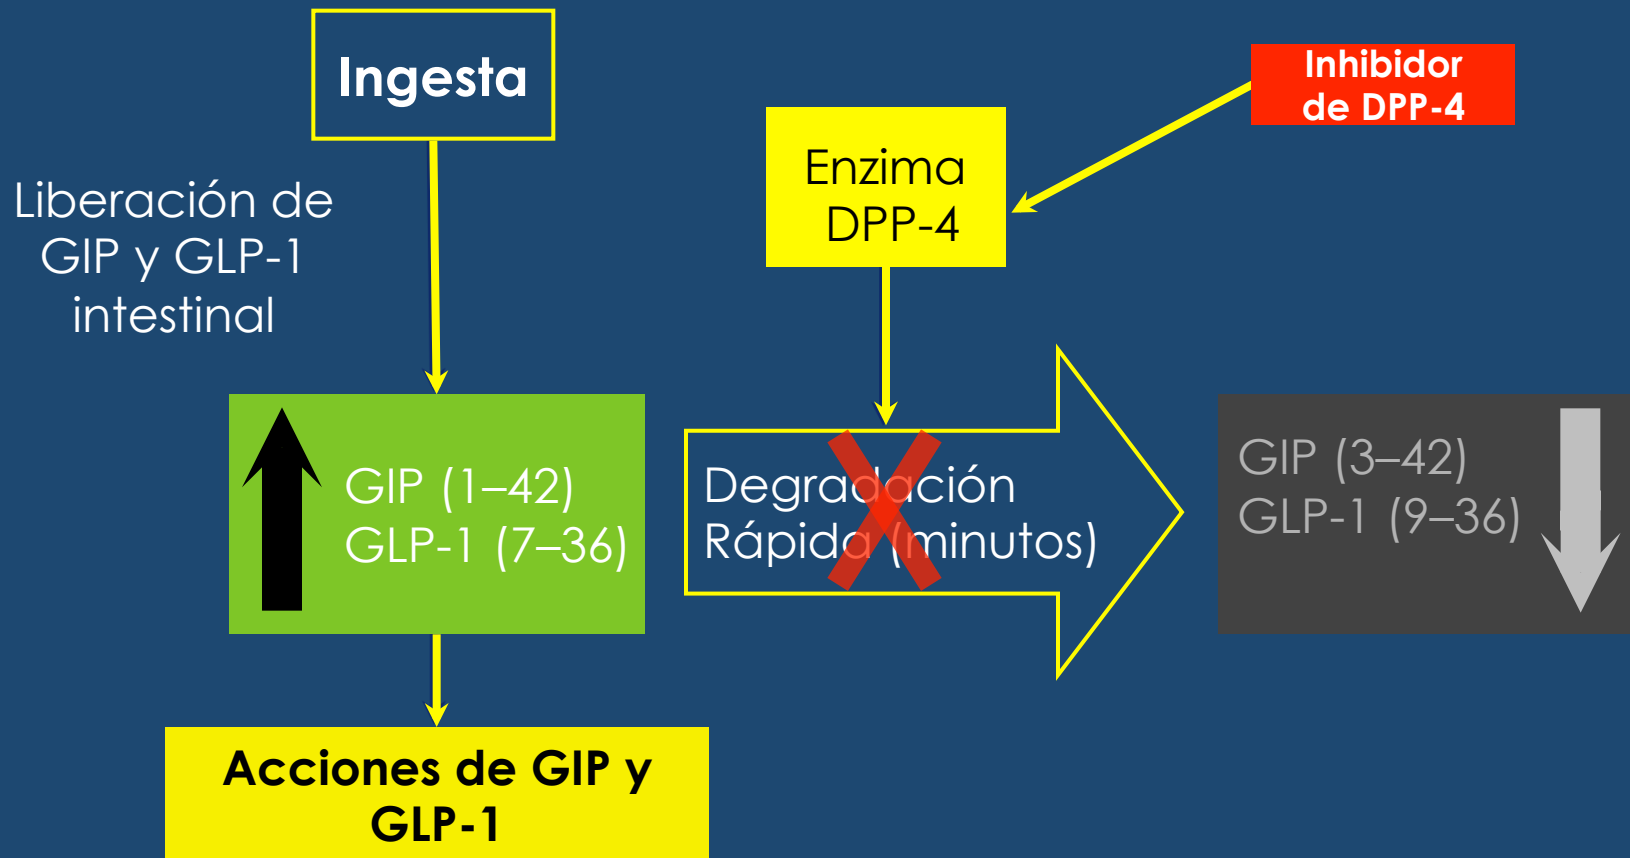 Ingesta
Inhibidor
de DPP-4
Enzima
DPP-4
Liberación de
GIP y GLP-1
intestinal
GIP (1–42)
GLP-1 (7–36)
Degradación
Rápida (minutos)
GIP (3–42)
GLP-1 (9–36)
Acciones de GIP y
GLP-1